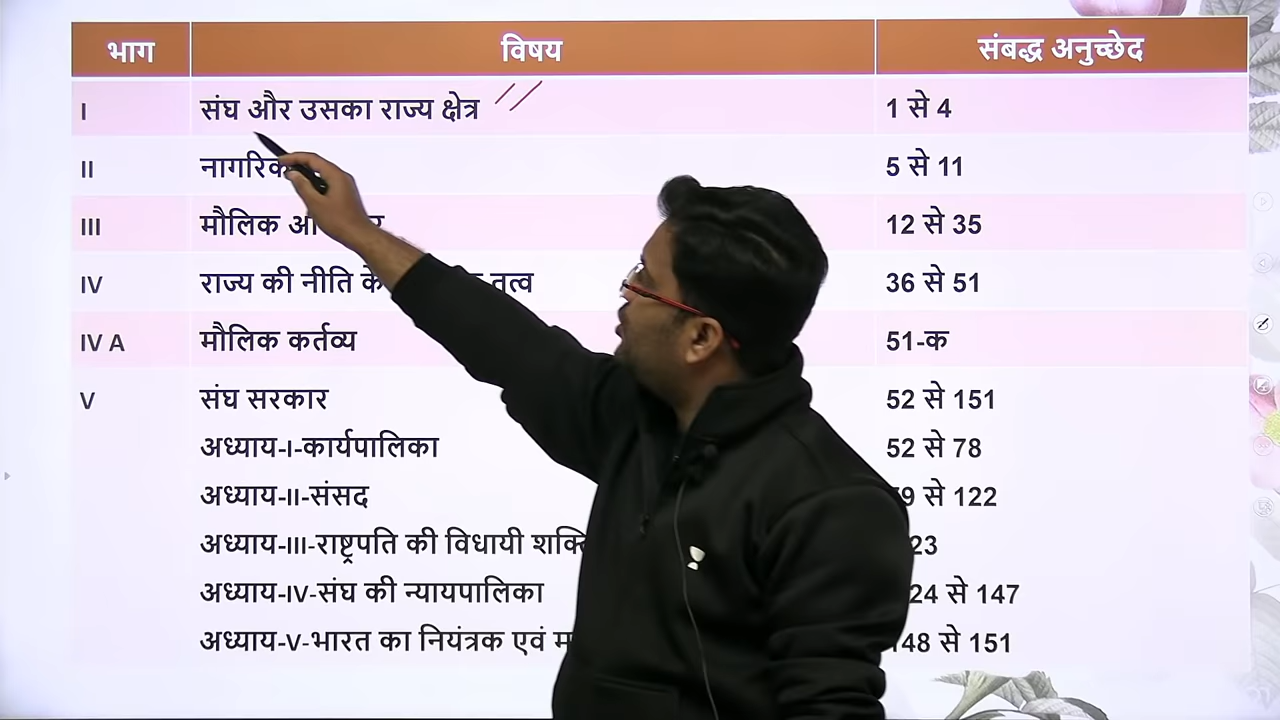 भाग विषय संबद्ध अनुच्छेद
I संघ और उसका राज्य क्षेत्र 1 से 4
II 5 से 11
III मौलिक 12 से 35
IV राज्य की नीति तत्व 36 से 51
IV A मौलिक कर्तव्य 51-क
V संघ सरकार 52 से 151
अध्याय-I-कार्यपालिका 52 से 78
अध्याय-II-संसद से 122
अध्याय-III-राष्ट्रपति की विधायी
अध्याय-IV-संघ की न्यायपालिका से 147
अध्याय-V-भारत का नियंत्रक एवं से 151